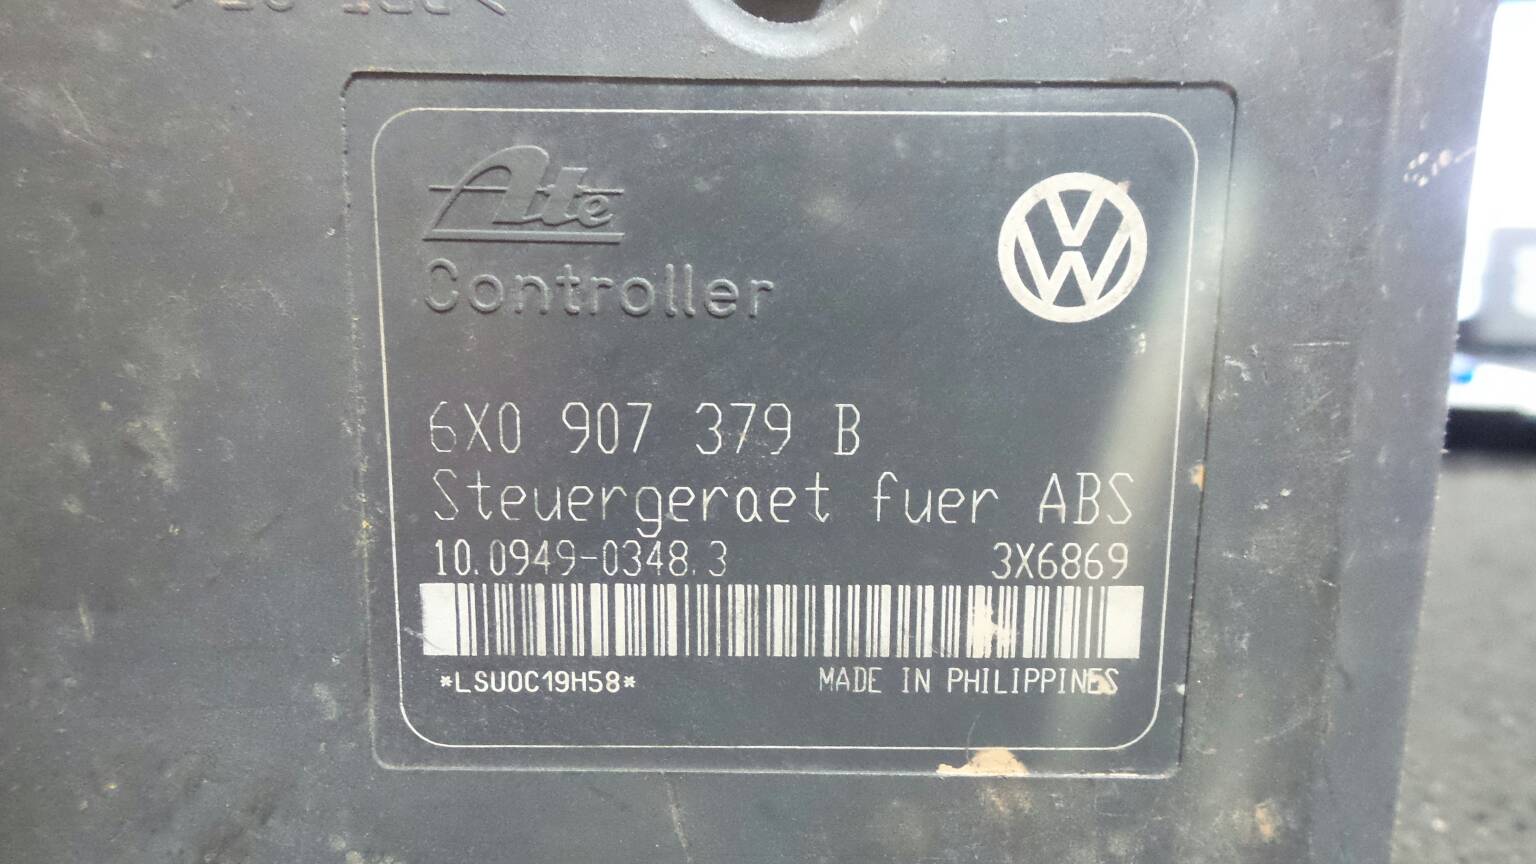 Ate
Controller
6X0 907 379 B
Steuergeraet fuer ABS
10.0949-0348.3 3X6869
*LSU0C19H58*
MADE IN PHILIPPINES